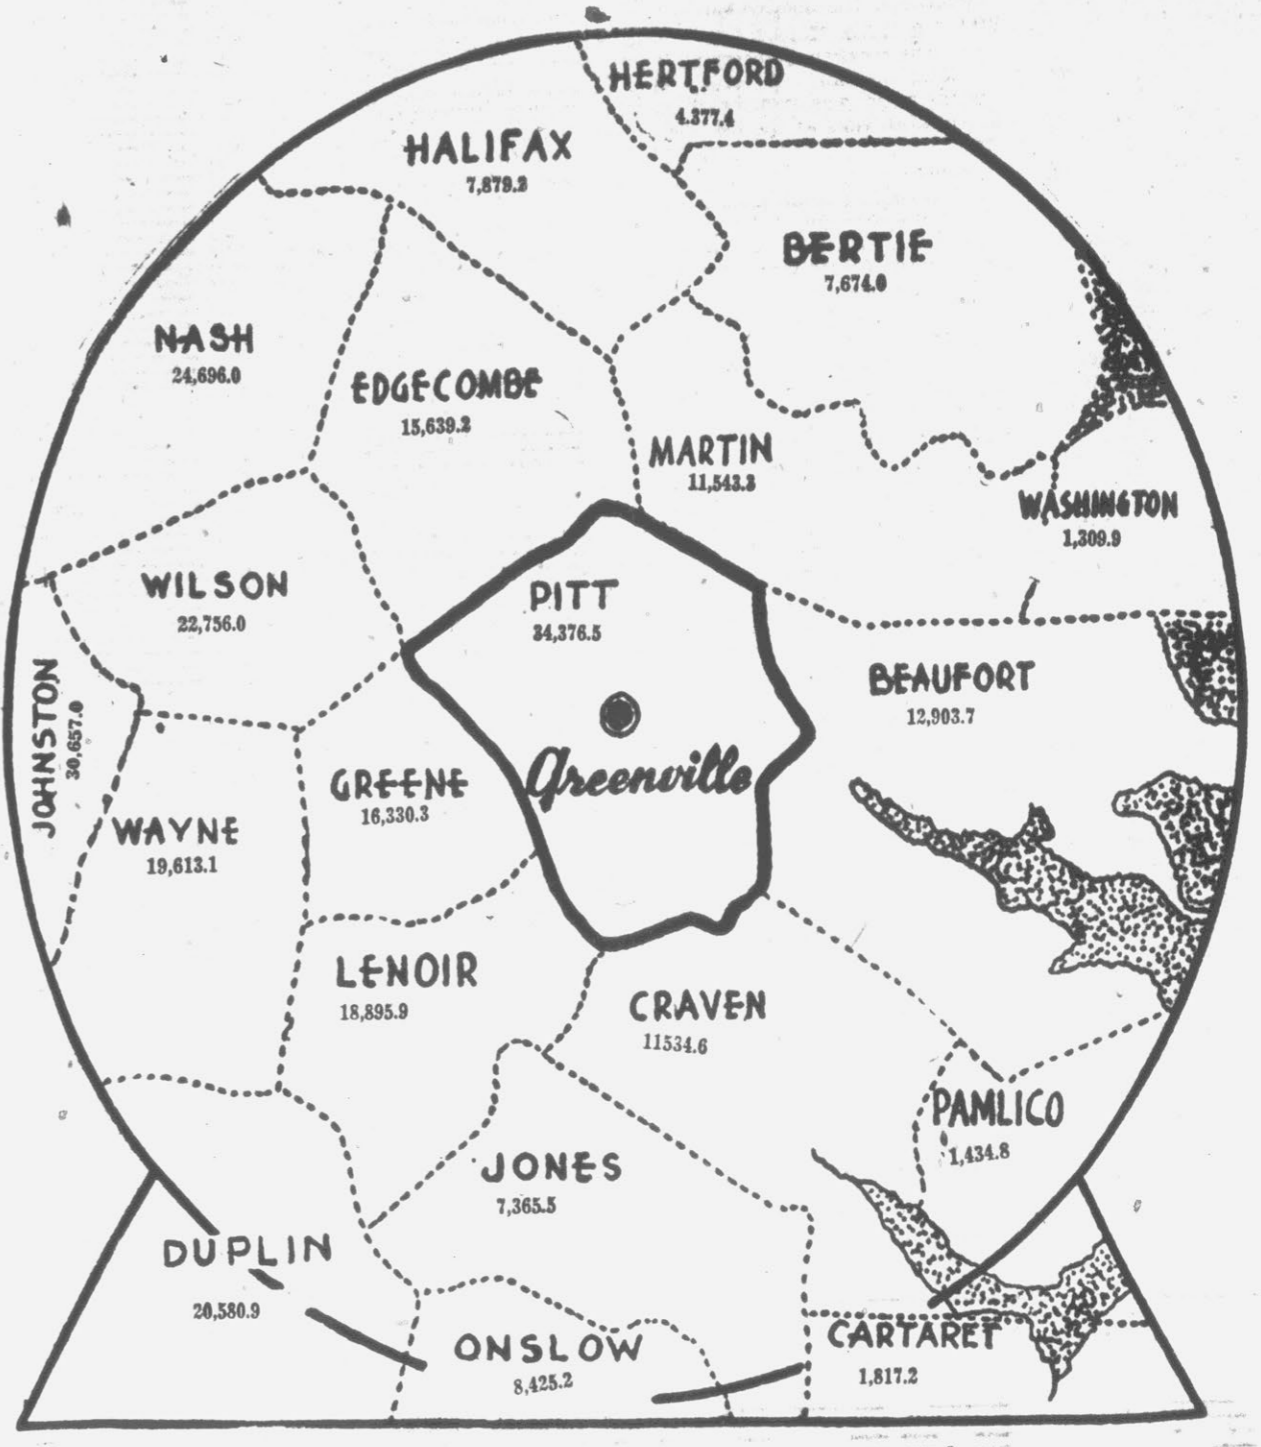 HERTFORD
4.377.4
HALIFAX
7,879.2
BERTIE
7,674.0
NASH
24,696.0
EDGECOMBE
15,639.2
MARTIN
11,543.3
WASHINGTON
1,309.9
WILSON
22,756.0
PITT
34,376.5
JOHNSTON
30,657.0
BEAUFORT
12,903.7
Greenville
GREENE
16,330.3
WAYNE
19,613.1
LENOIR
18,895.9
CRAVEN
11534.6
PAMLICO
1,434.8
JONES
7,365.5
DUPLIN
20,580.9
ONSLOW
8,425.2
CARTARET
1,817.2